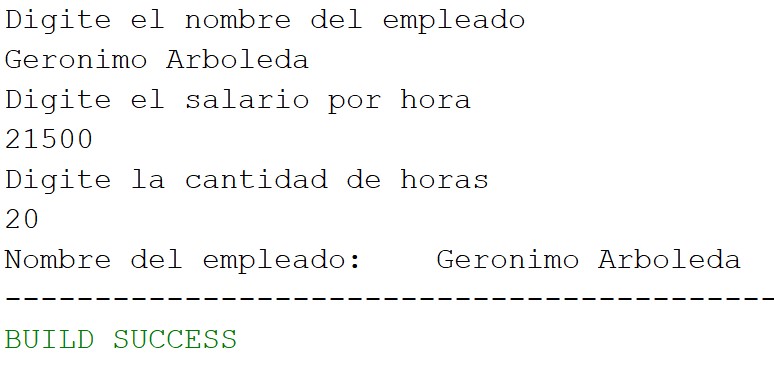 Digite el nombre del empleado
Geronimo Arboleda
Digite el salario por hora
21500
Digite la cantidad de horas
20
Nombre del empleado:    Geronimo Arboleda
-------------------------------------------
BUILD SUCCESS